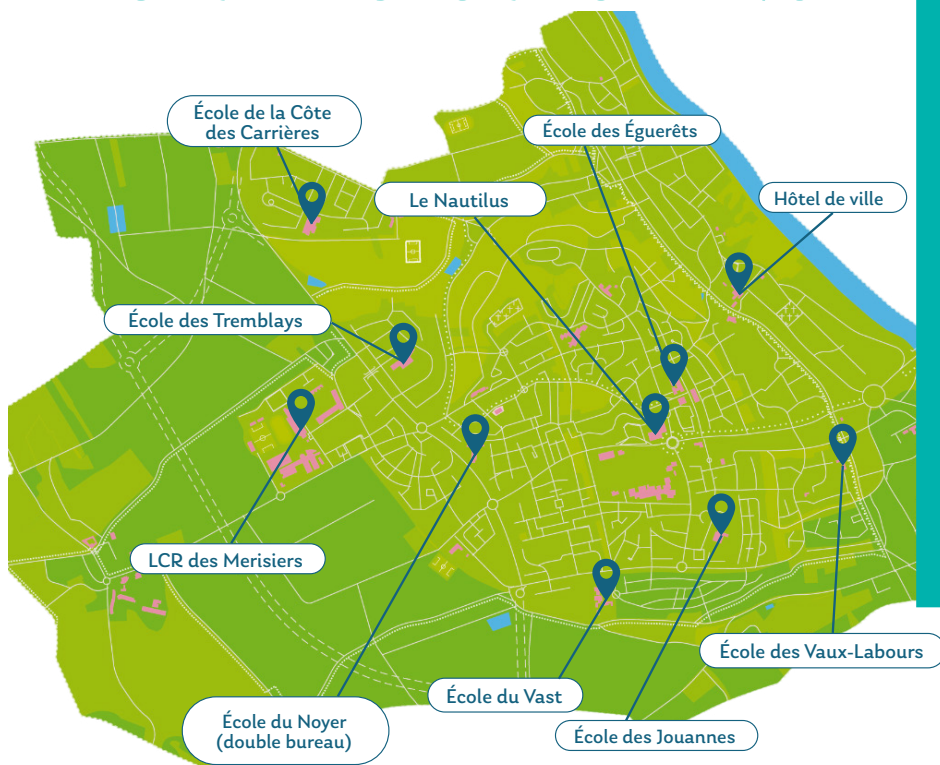 École de la Côte
des Carrières
École des Éguerêts
Le Nautilus
Hôtel de ville
École des Tremblays
LCR des Merisiers
École des Vaux-Labours
École du Vast
École du Noyer
(double bureau)
École des Jouannes